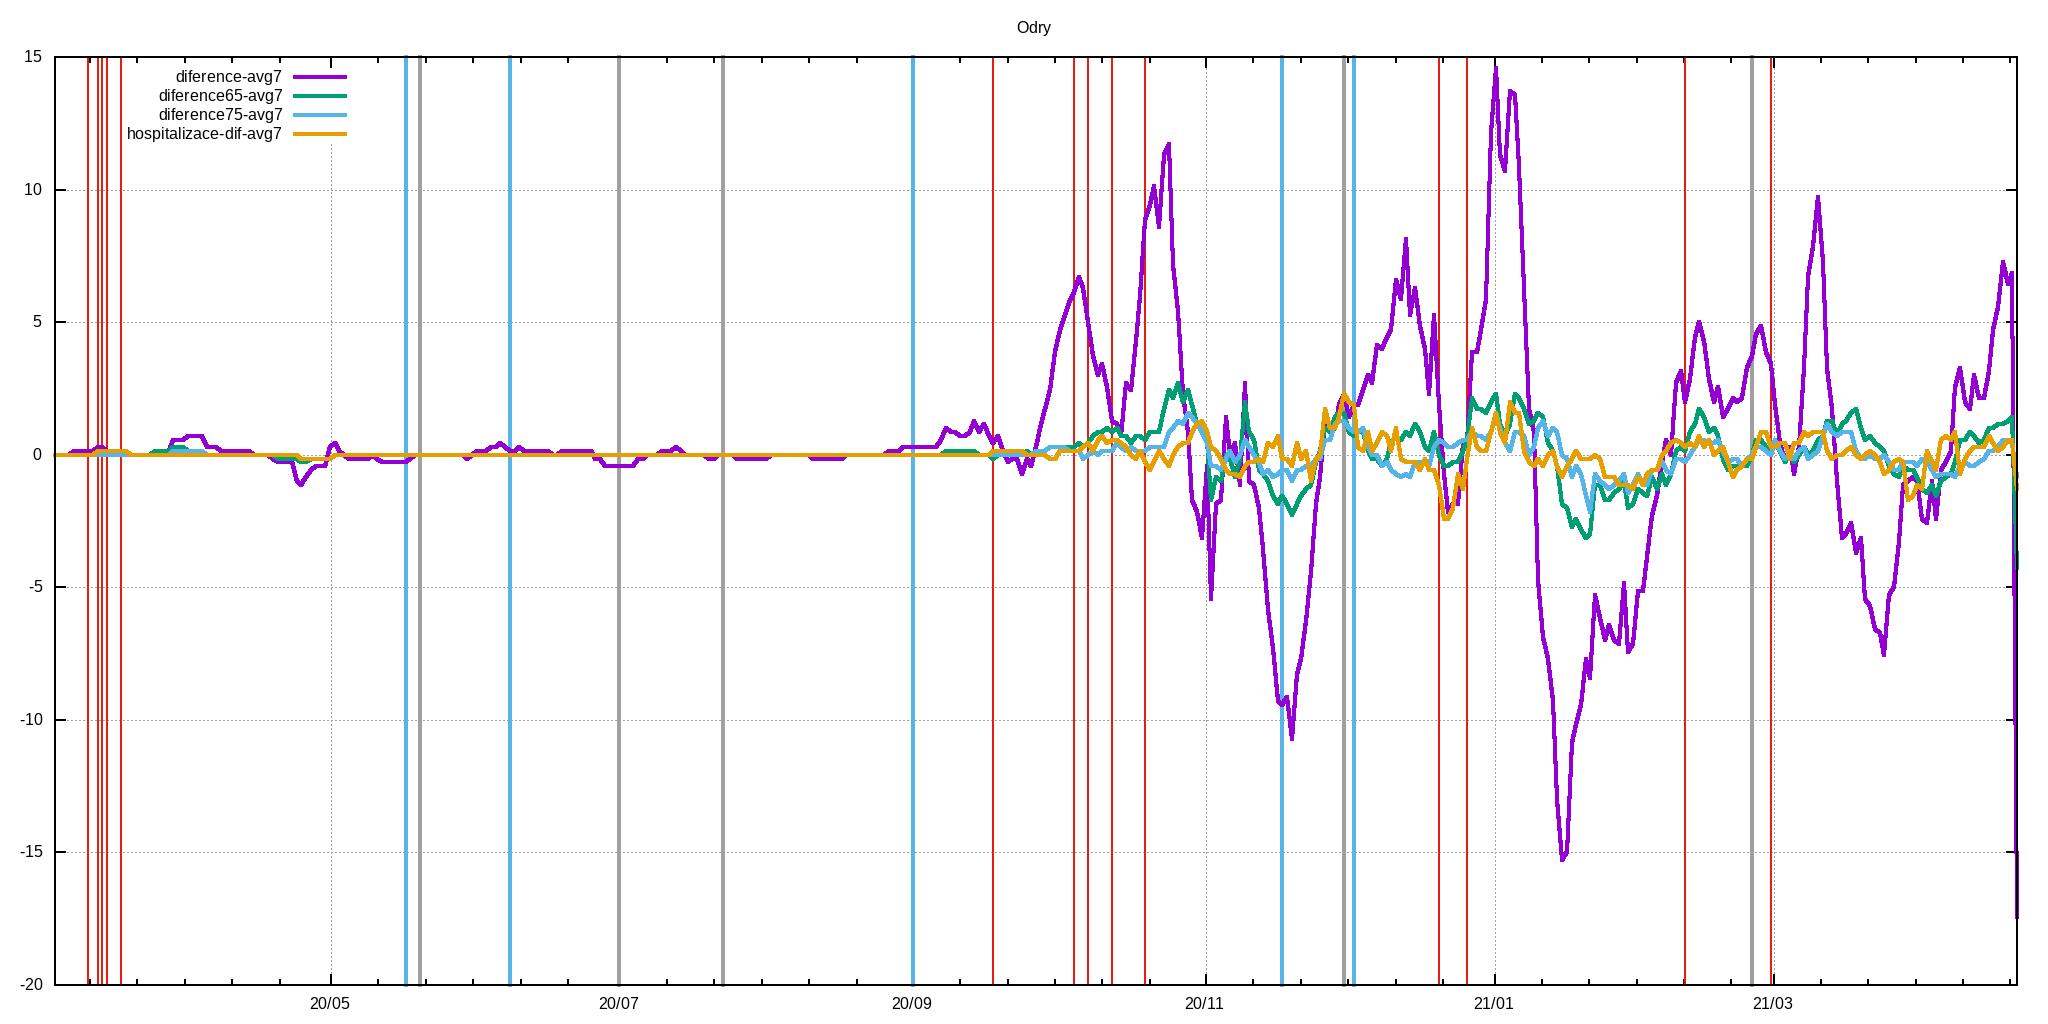 Odry
diference-avg7
diference65-avg7
diference75-avg7
hospitalizace-dif-avg7
15
10
5
0
-5
-10
-15
-20
20/05 20/07 20/09 20/11 21/01 21/03